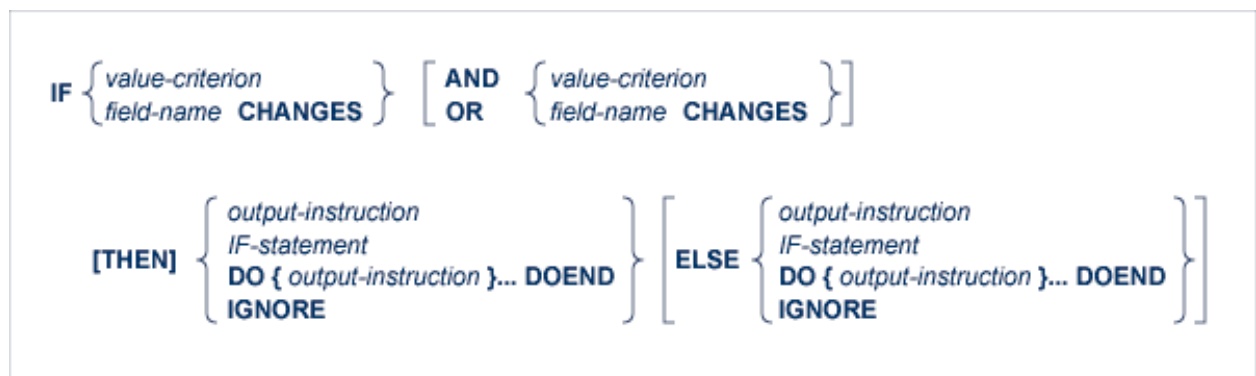 IF { value-criterion } [ AND { value-criterion } ]
field-name CHANGES OR field-name CHANGES
[THEN] { output-instruction } [ ELSE { output-instruction } ]
IF-statement IF-statement
DO { output-instruction }... DOEND DO { output-instruction }... DOEND
IGNORE IGNORE